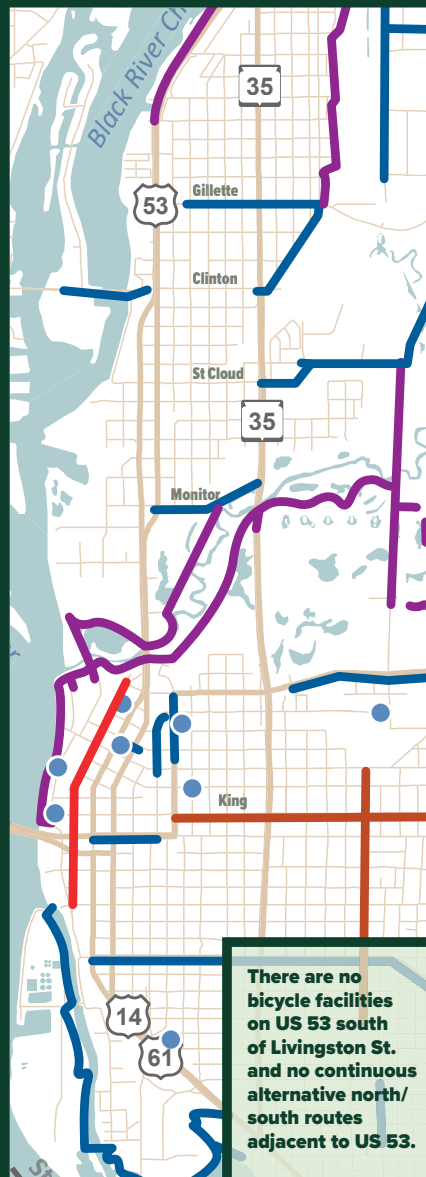 Black River Ch
35
Gillette
53
Clinton
St Cloud
35
Monitor
King
14
61
There are no
bicycle facilities
on US 53 south
of Livingston St.
and no continuous
alternative north/
south routes
adjacent to US 53.
St